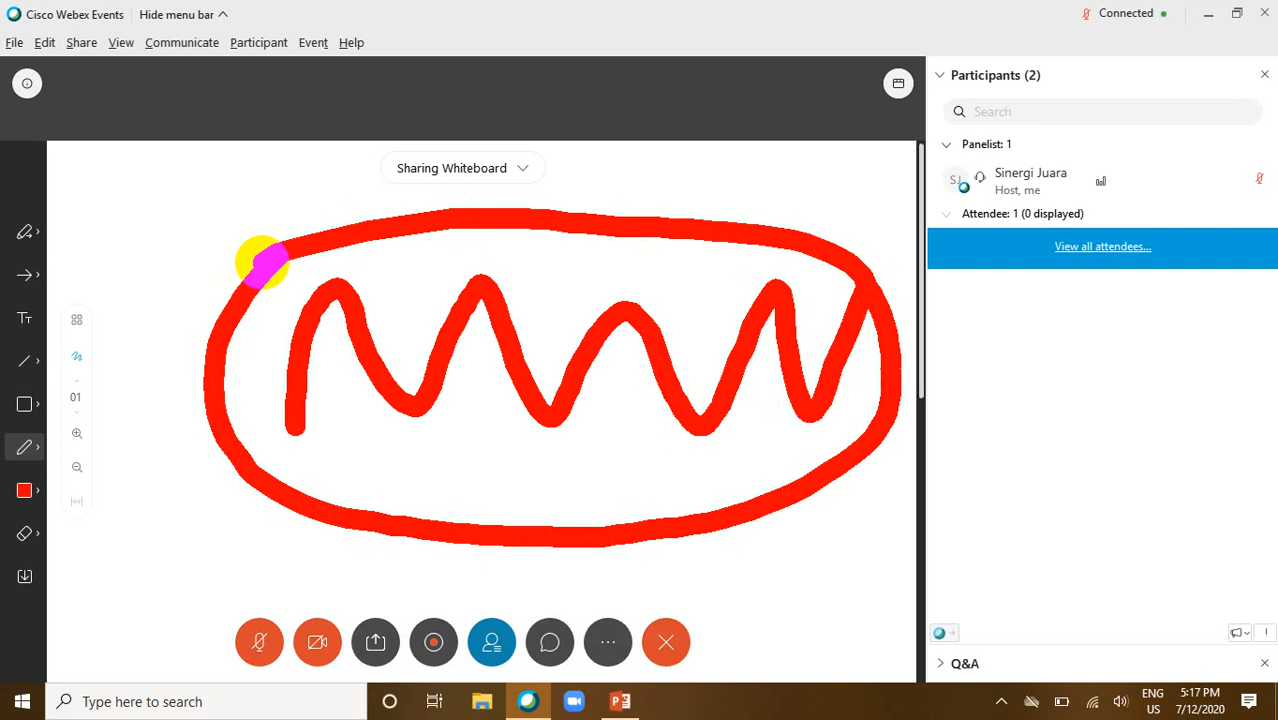 Cisco Webex Events Hide menu bar Connected
File Edit Share View Communicate Participant Event Help
Participants (2)
Search
Panelist: 1
Sharing Whiteboard
SJ Sinergi Juara
Host, me
Attendee: 1 (0 displayed)
View all attendees...
Tт
01
Q&A
Type here to search
ENG
US
5:17 PM
7/12/2020